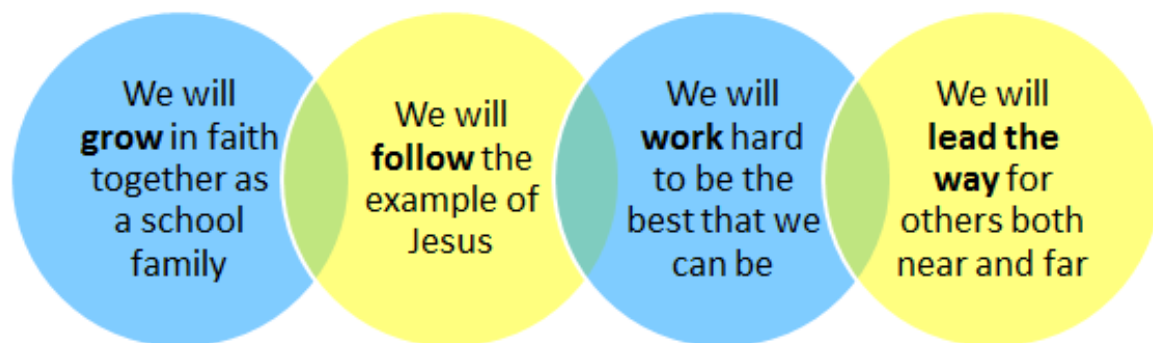 We will
grow in faith
together as
a school
family
We will
follow the
example of
Jesus
We will
work hard
to be the
best that we
can be
We will
lead the
way for
others both
near and far